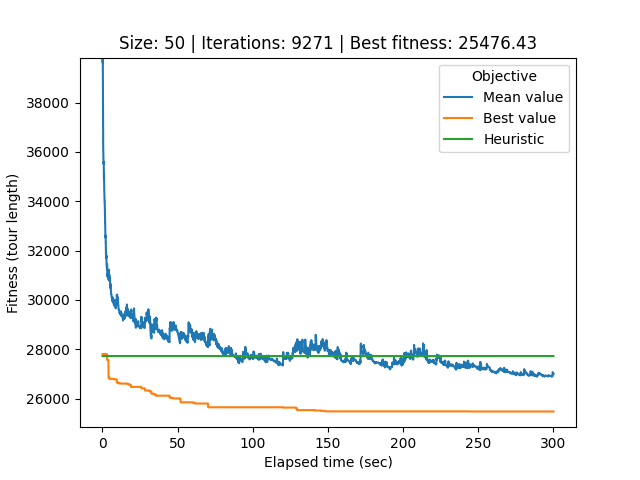 Size: 50 | Iterations: 9271 | Best fitness: 25476.43
Objective
Mean value
Best value
Heuristic
Fitness (tour length)
38000
36000
34000
32000
30000
28000
26000
0 50 100 150 200 250 300
Elapsed time (sec)